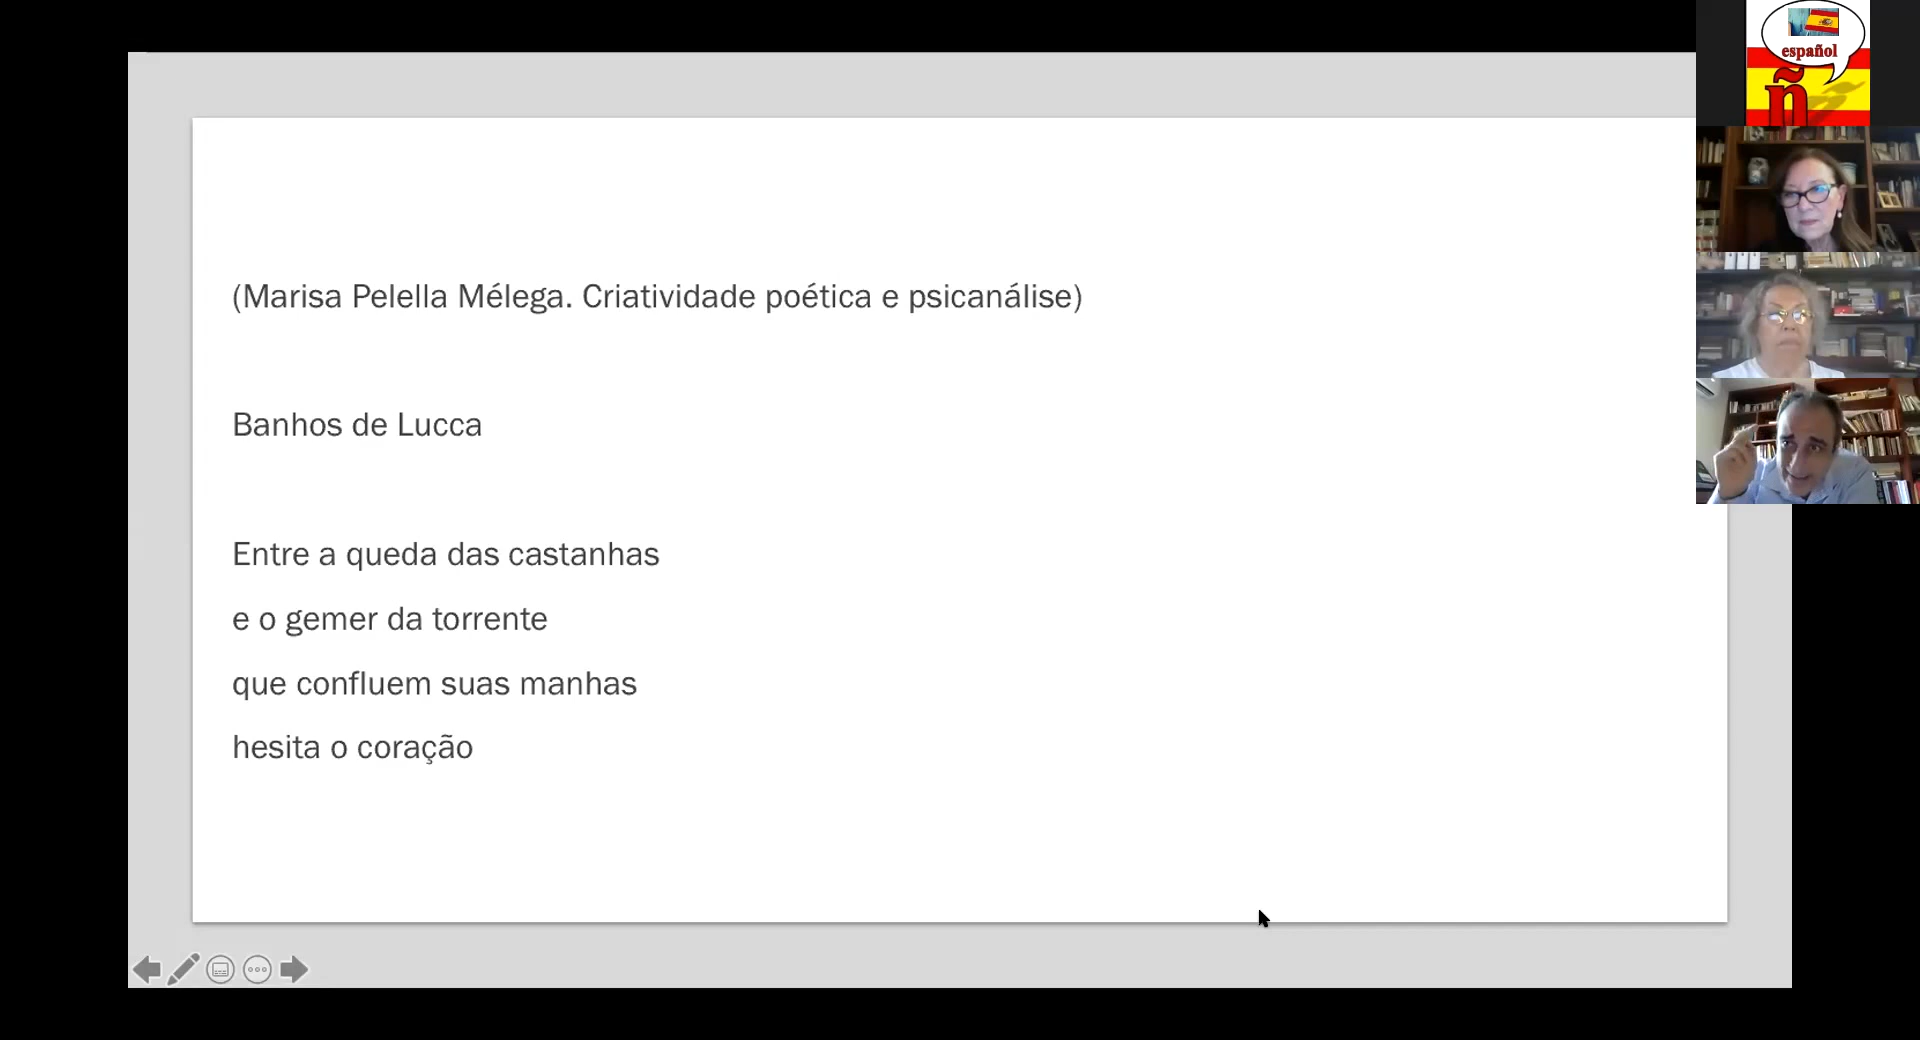 español
ñ
(Marisa Pelella Mélega. Criatividade poética e psicanálise)
Banhos de Lucca
Entre a queda das castanhas
e o gemer da torrente
que confluem suas manhas
hesita o coração